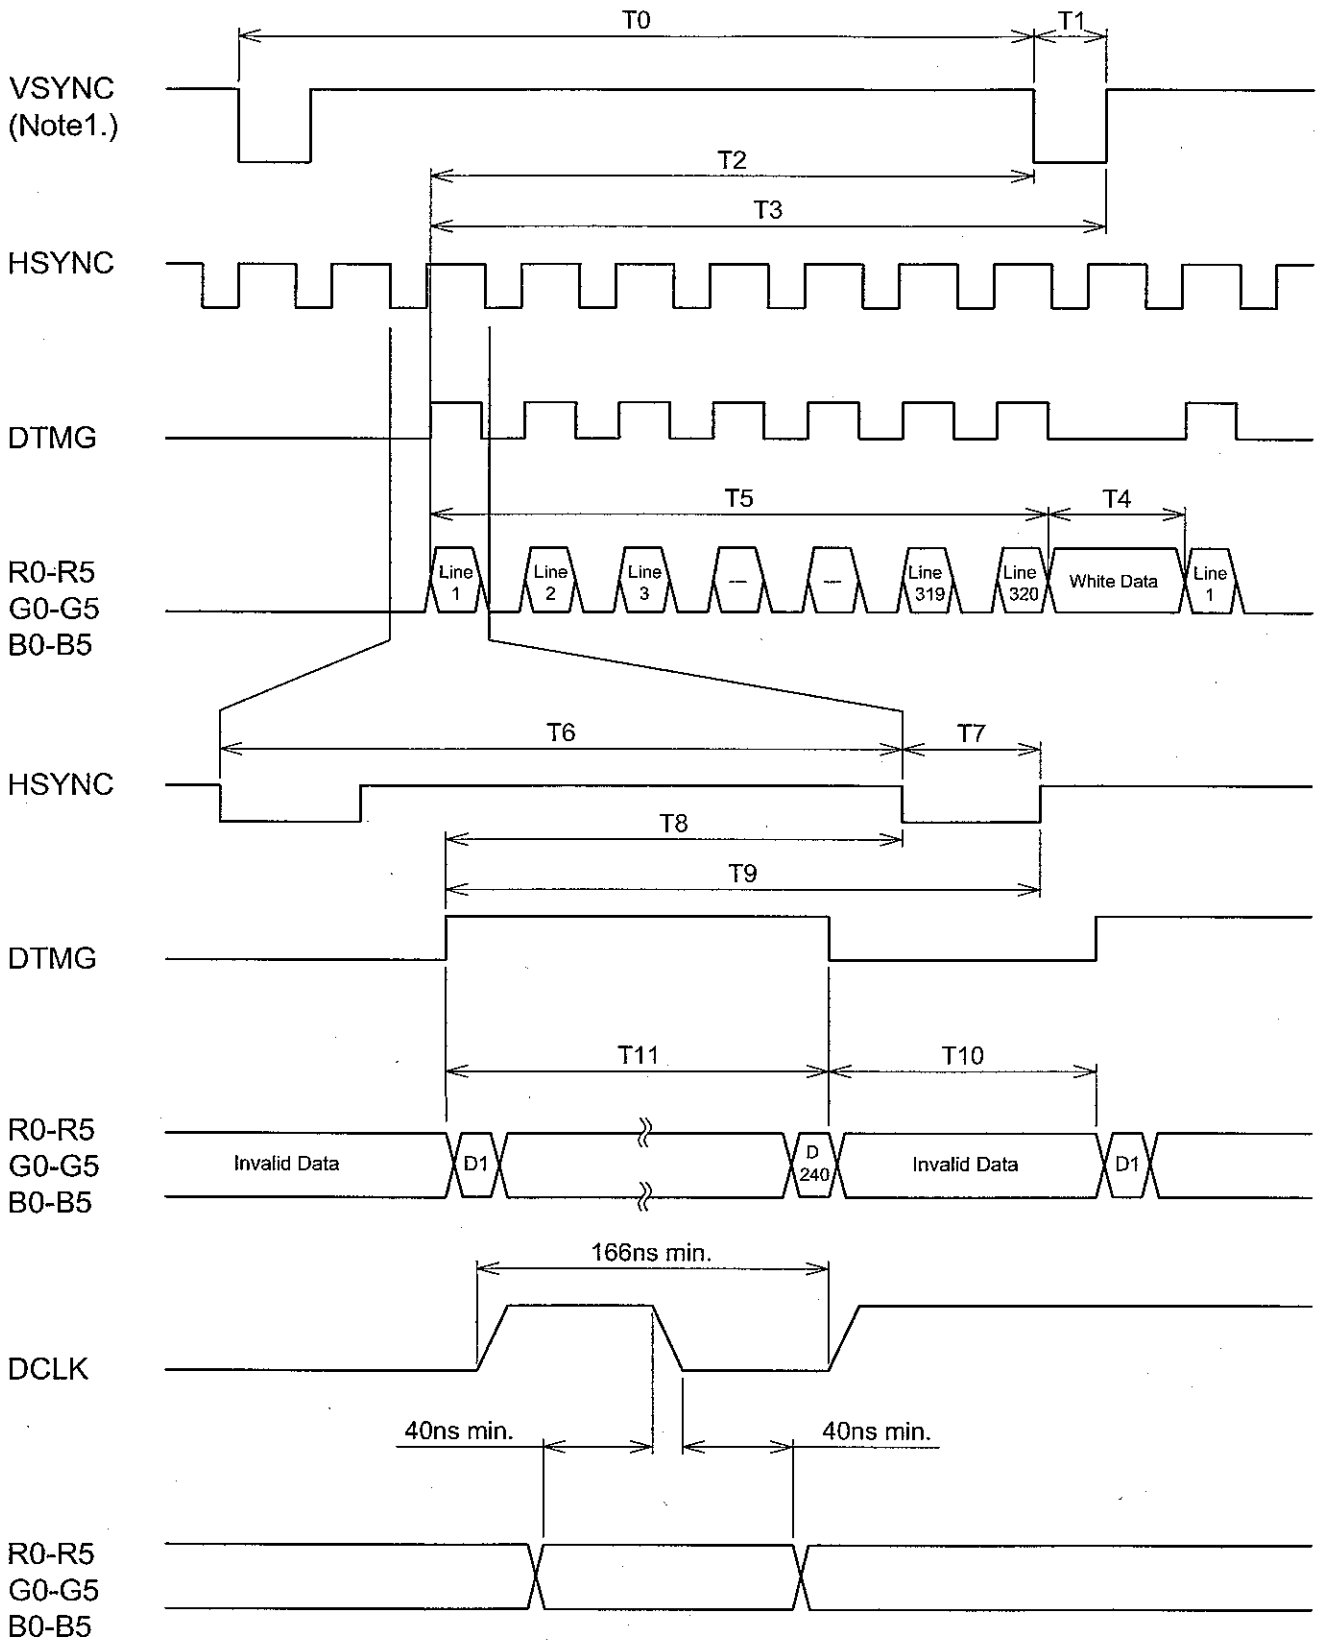 T0
T1
VSYNC
(Note1.)
T2
T3
HSYNC
DTMG
T5
T4
R0-R5
G0-G5
B0-B5
Line 1
Line 2
Line 3
—
—
Line 319
Line 320
White Data
Line 1
T6
T7
HSYNC
T8
T9
DTMG
T11
T10
R0-R5
G0-G5
B0-B5
Invalid Data
D1
D 240
Invalid Data
D1
166ns min.
DCLK
40ns min.
40ns min.
R0-R5
G0-G5
B0-B5